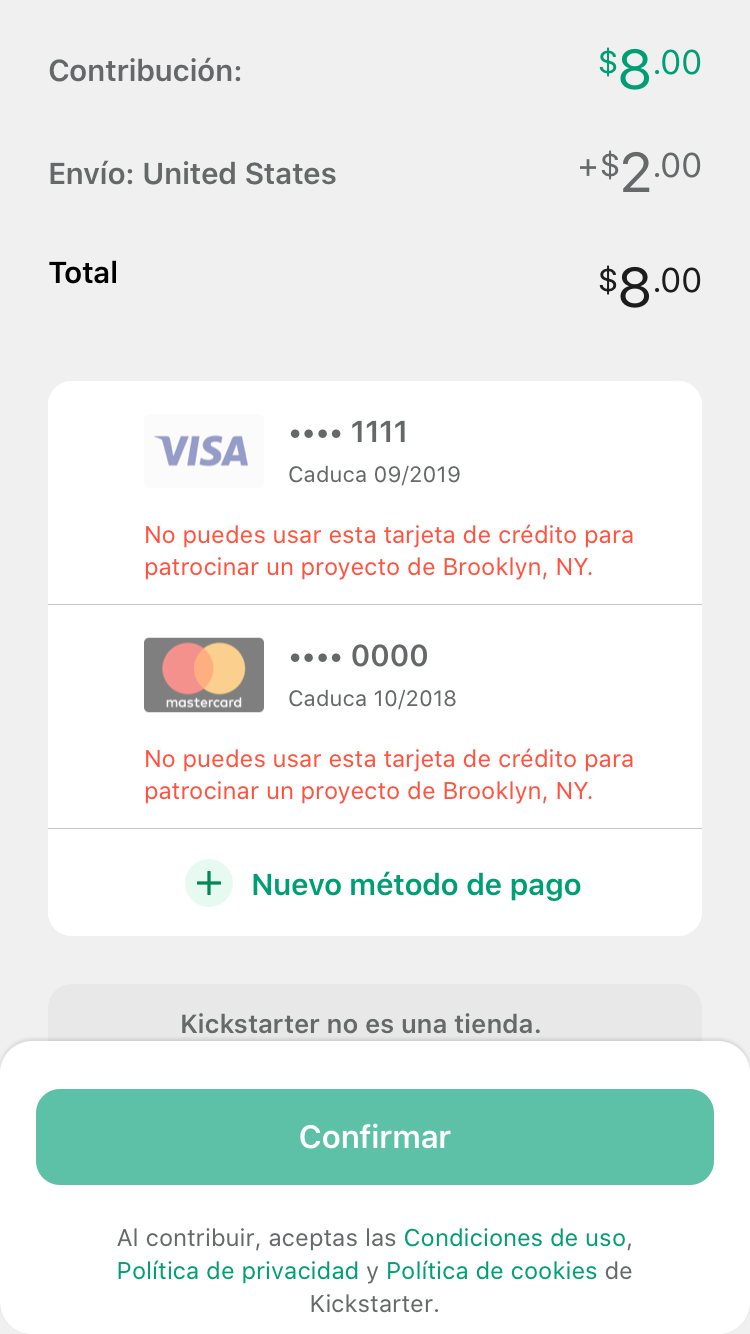 Contribución: $8.00
Envío: United States +$2.00
Total $8.00
VISA •••• 1111
Caduca 09/2019
No puedes usar esta tarjeta de crédito para
patrocinar un proyecto de Brooklyn, NY.
mastercard •••• 0000
Caduca 10/2018
No puedes usar esta tarjeta de crédito para
patrocinar un proyecto de Brooklyn, NY.
+ Nuevo método de pago
Kickstarter no es una tienda.
Confirmar
Al contribuir, aceptas las Condiciones de uso,
Política de privacidad y Política de cookies de
Kickstarter.